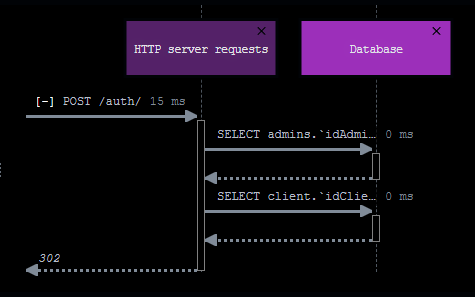 HTTP server requests
Database
[-] POST /auth/ 15 ms
SELECT admins.`idAdmi… 0 ms
SELECT client.`idClie… 0 ms
302